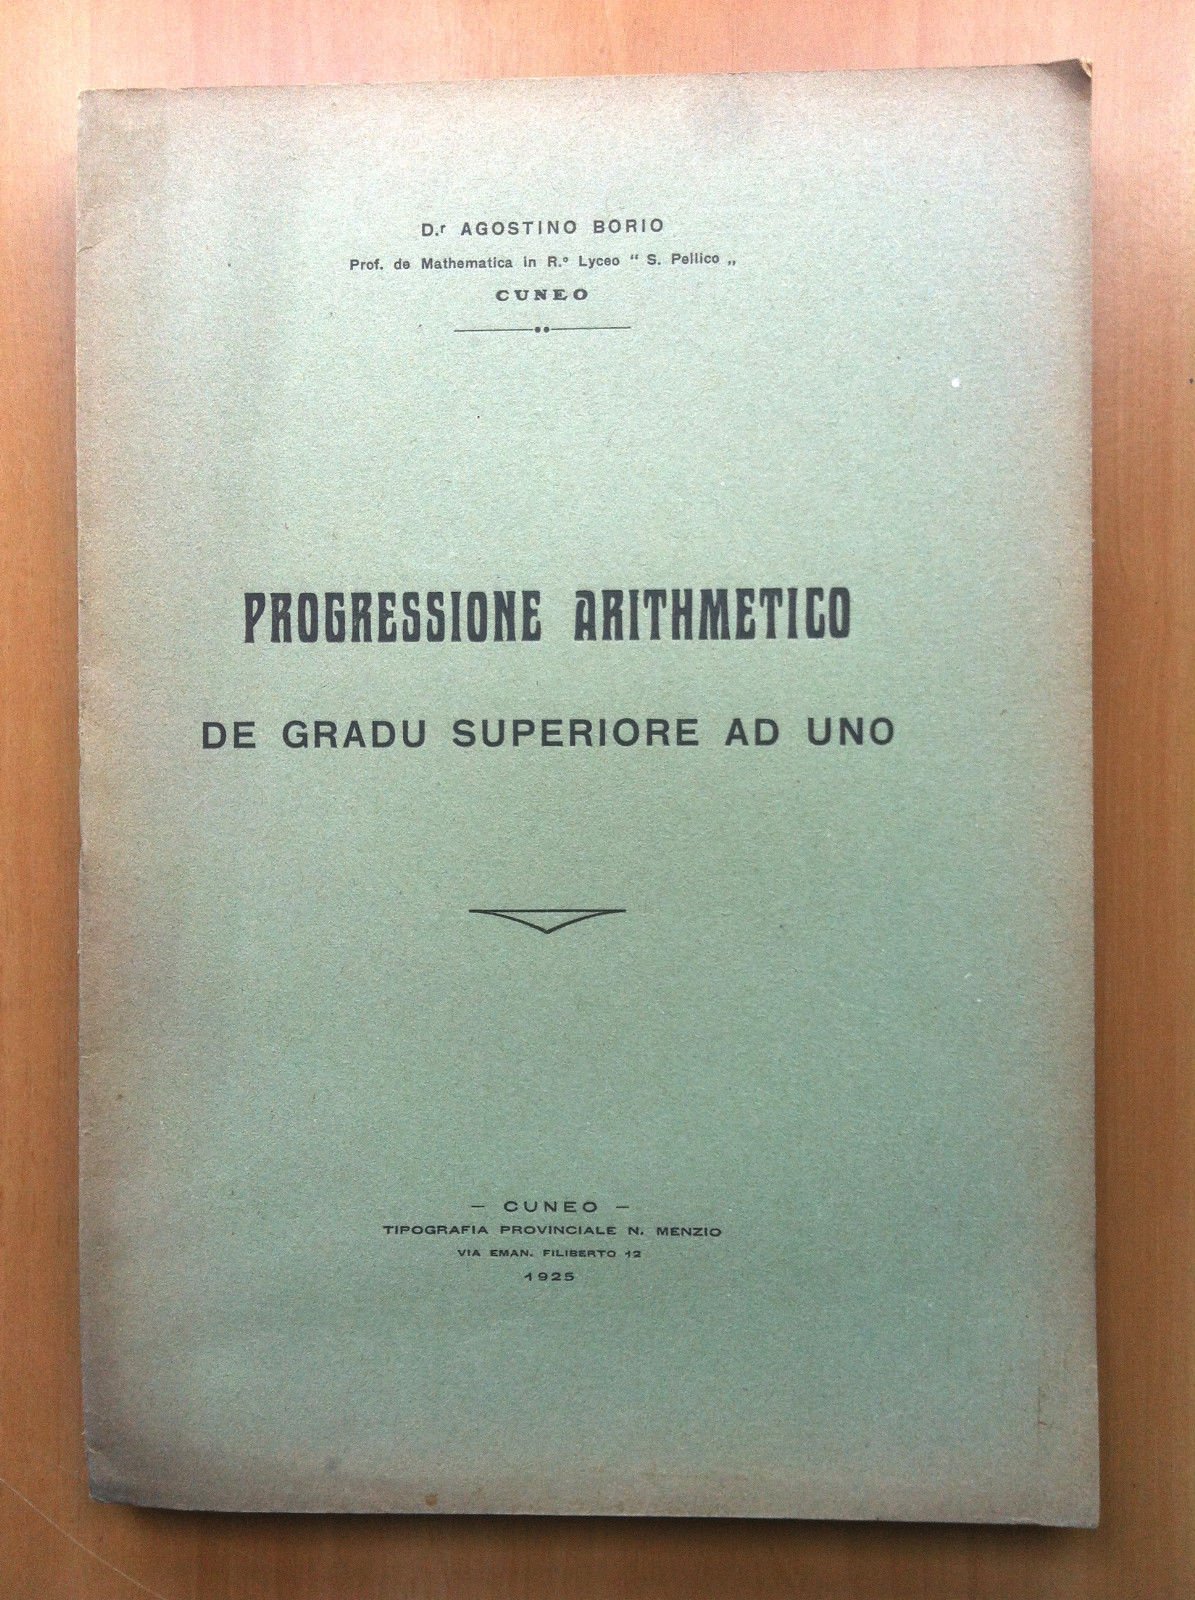 D.r AGOSTINO BORIO
Prof. de Mathematica in R.º Lyceo " S. Pellico „
CUNEO
PROGRESSIONE ARITHMETICO
DE GRADU SUPERIORE AD UNO
– CUNEO –
TIPOGRAFIA PROVINCIALE N. MENZIO
VIA EMAN. FILIBERTO 12
1925